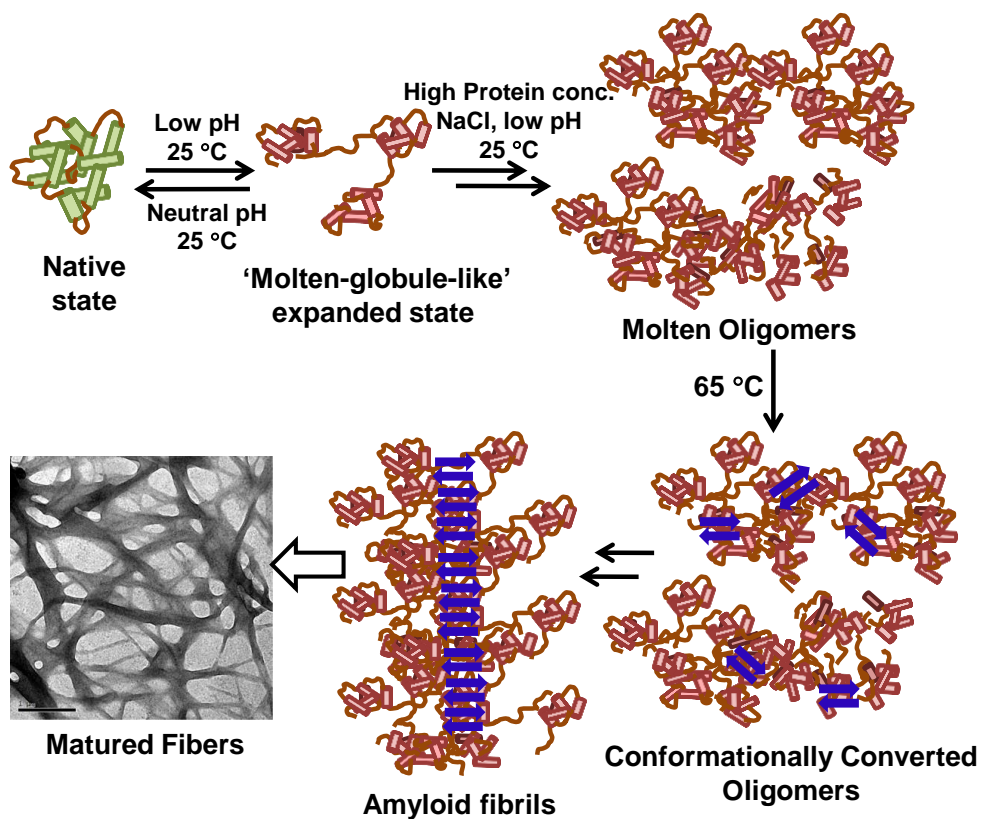 Low pH
25 °C
Neutral pH
25 °C
Native
state
'Molten-globule-like'
expanded state
High Protein conc.
NaCl, low pH
25 °C
Molten Oligomers
65 °C
Conformationally Converted
Oligomers
Amyloid fibrils
Matured Fibers